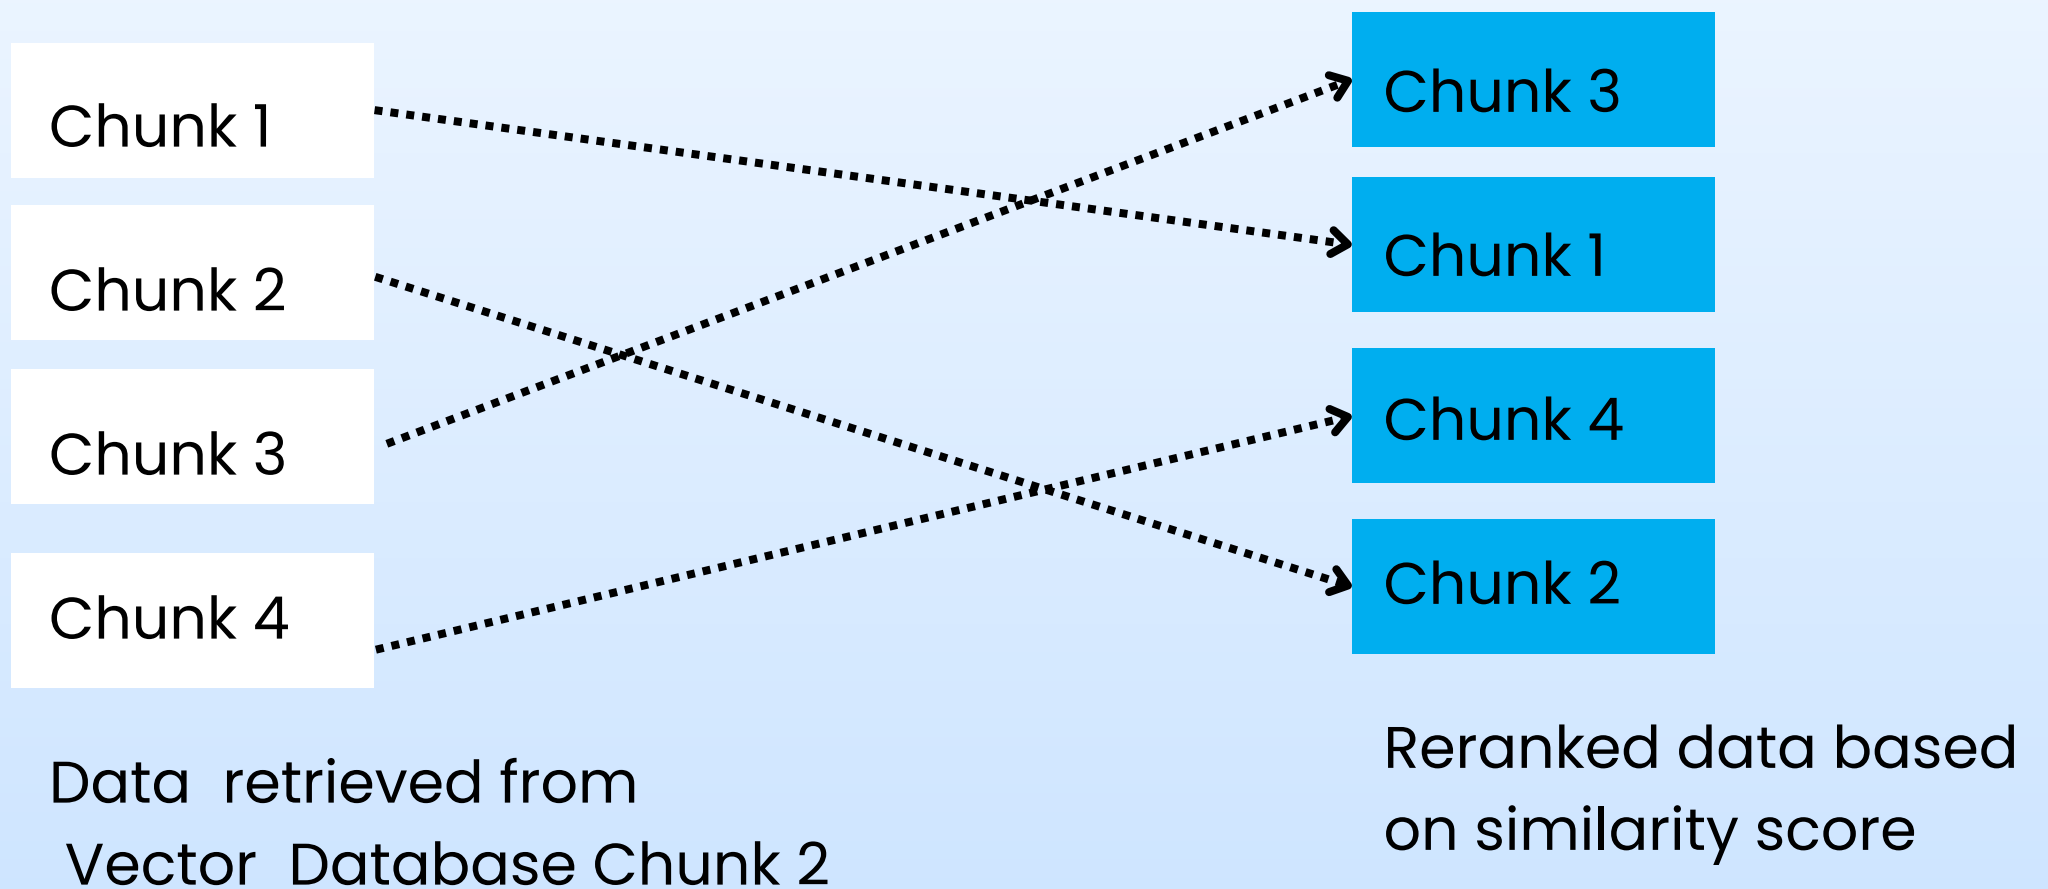 Chunk 1
Chunk 2
Chunk 3
Chunk 4
Data retrieved from
Vector Database Chunk 2
Chunk 3
Chunk 1
Chunk 4
Chunk 2
Reranked data based
on similarity score